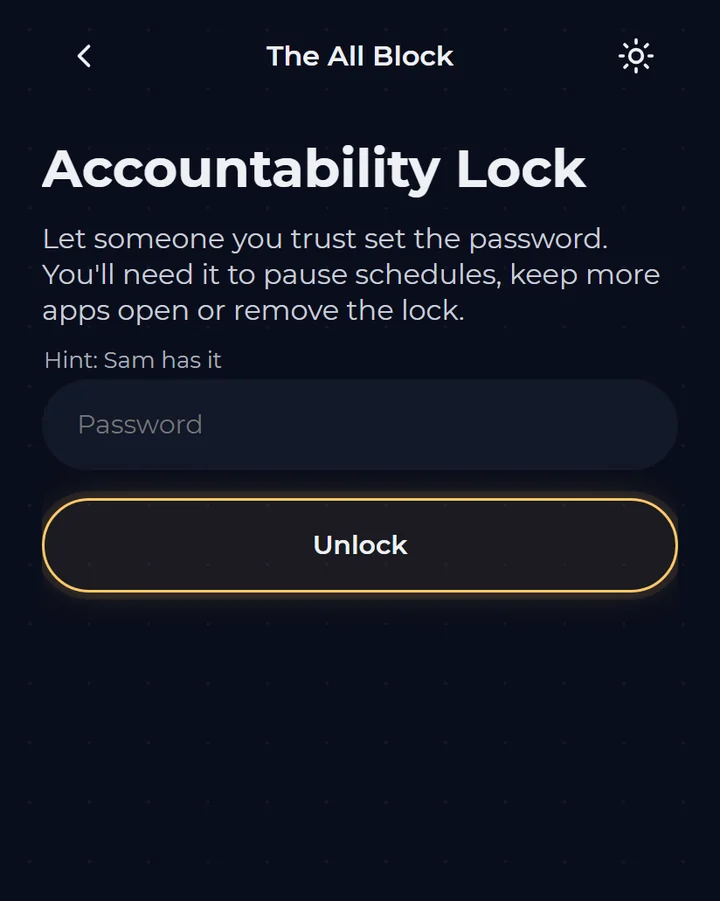 The All Block
Accountability Lock
Let someone you trust set the password.
You'll need it to pause schedules, keep more
apps open or remove the lock.
Hint: Sam has it
Password
Unlock